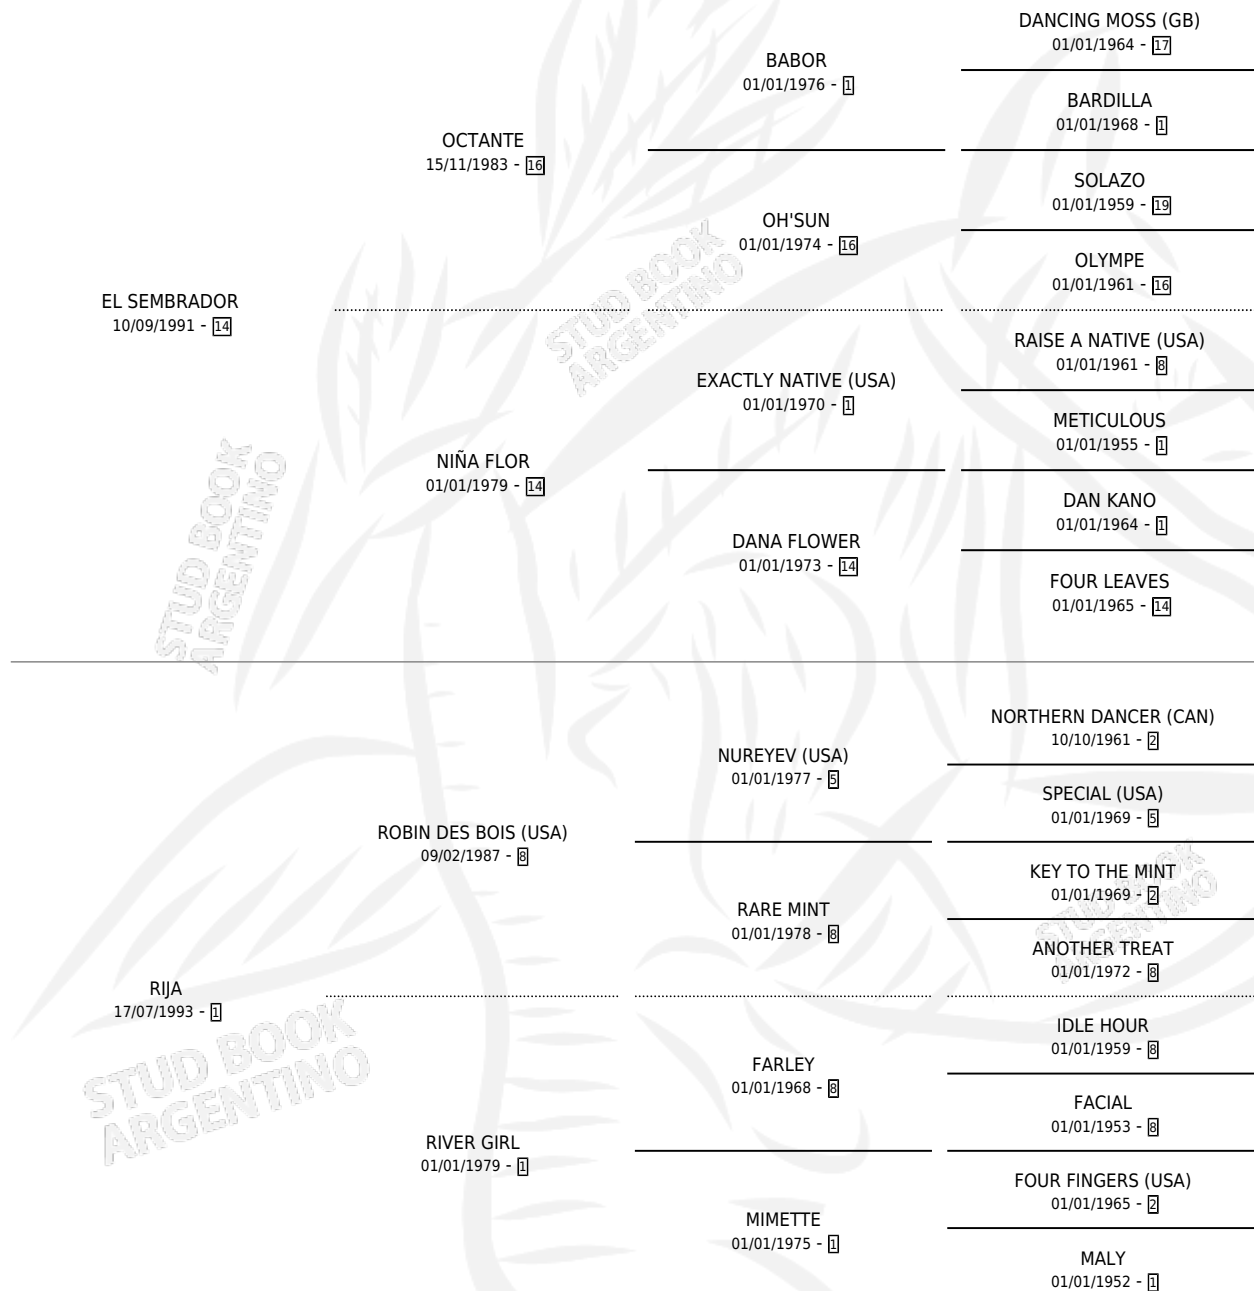 DANCING MOSS (GB)
01/01/1964 - 17
BABOR
01/01/1976 - 1
BARDILLA
01/01/1968 - 1
OCTANTE
15/11/1983 - 16
SOLAZO
01/01/1959 - 19
OH'SUN
01/01/1974 - 16
OLYMPE
01/01/1961 - 16
EL SEMBRADOR
10/09/1991 - 14
RAISE A NATIVE (USA)
01/01/1961 - 8
EXACTLY NATIVE (USA)
01/01/1970 - 1
METICULOUS
01/01/1955 - 1
NIÑA FLOR
01/01/1979 - 14
DAN KANO
01/01/1964 - 1
DANA FLOWER
01/01/1973 - 14
FOUR LEAVES
01/01/1965 - 14
STUD BOOK
ARGENTINO
STUD BOOK
ARGENTINO
NORTHERN DANCER (CAN)
10/10/1961 - 2
NUREYEV (USA)
01/01/1977 - 5
SPECIAL (USA)
01/01/1969 - 5
ROBIN DES BOIS (USA)
09/02/1987 - 8
KEY TO THE MINT
01/01/1969 - 2
RARE MINT
01/01/1978 - 8
ANOTHER TREAT
01/01/1972 - 8
RIJA
17/07/1993 - 1
IDLE HOUR
01/01/1959 - 8
FARLEY
01/01/1968 - 8
FACIAL
01/01/1953 - 8
RIVER GIRL
01/01/1979 - 1
FOUR FINGERS (USA)
01/01/1965 - 2
MIMETTE
01/01/1975 - 1
MALY
01/01/1952 - 1
STUD BOOK
ARGENTINO
STUD BOOK
ARGENTINO